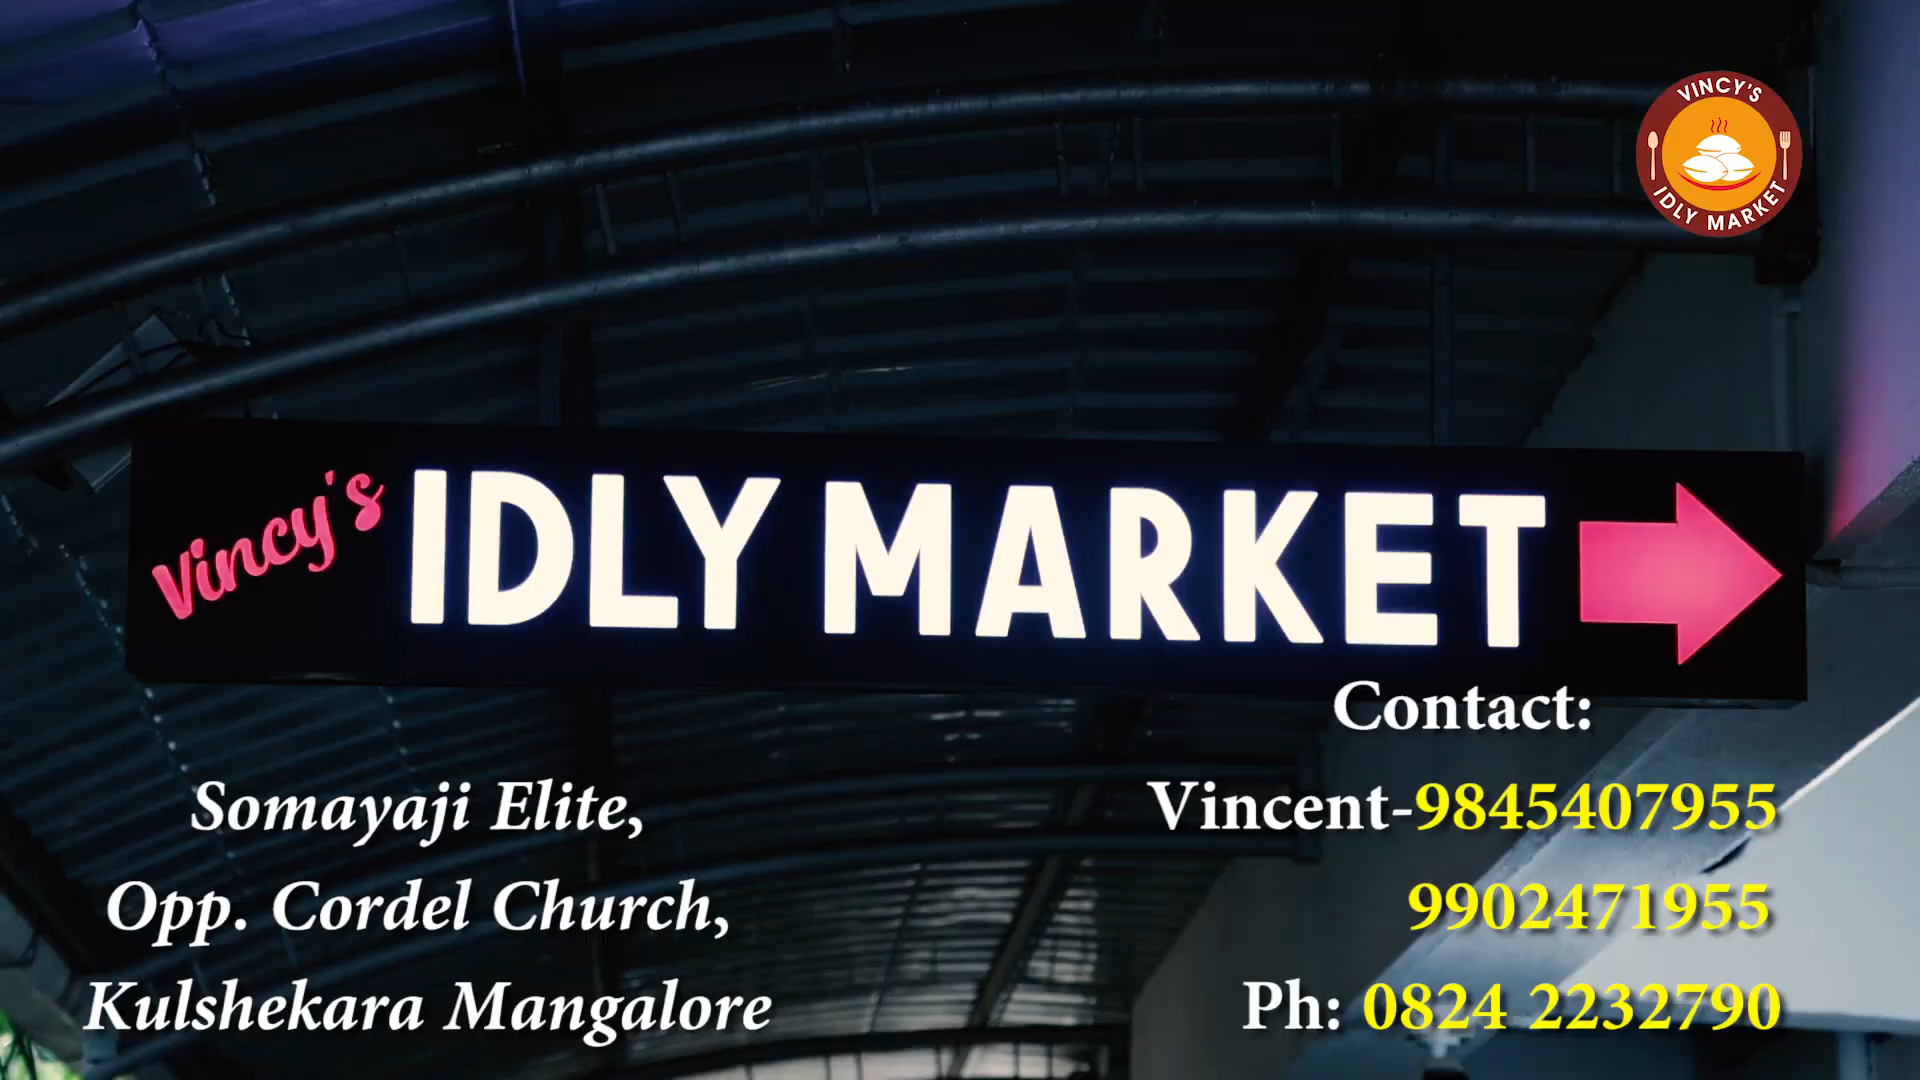 VINCY'S
IDLY MARKET
Vincy's IDLY MARKET
Contact:
Somayaji Elite,
Opp. Cordel Church,
Kulshekara Mangalore
Vincent-9845407955
9902471955
Ph: 0824 2232790